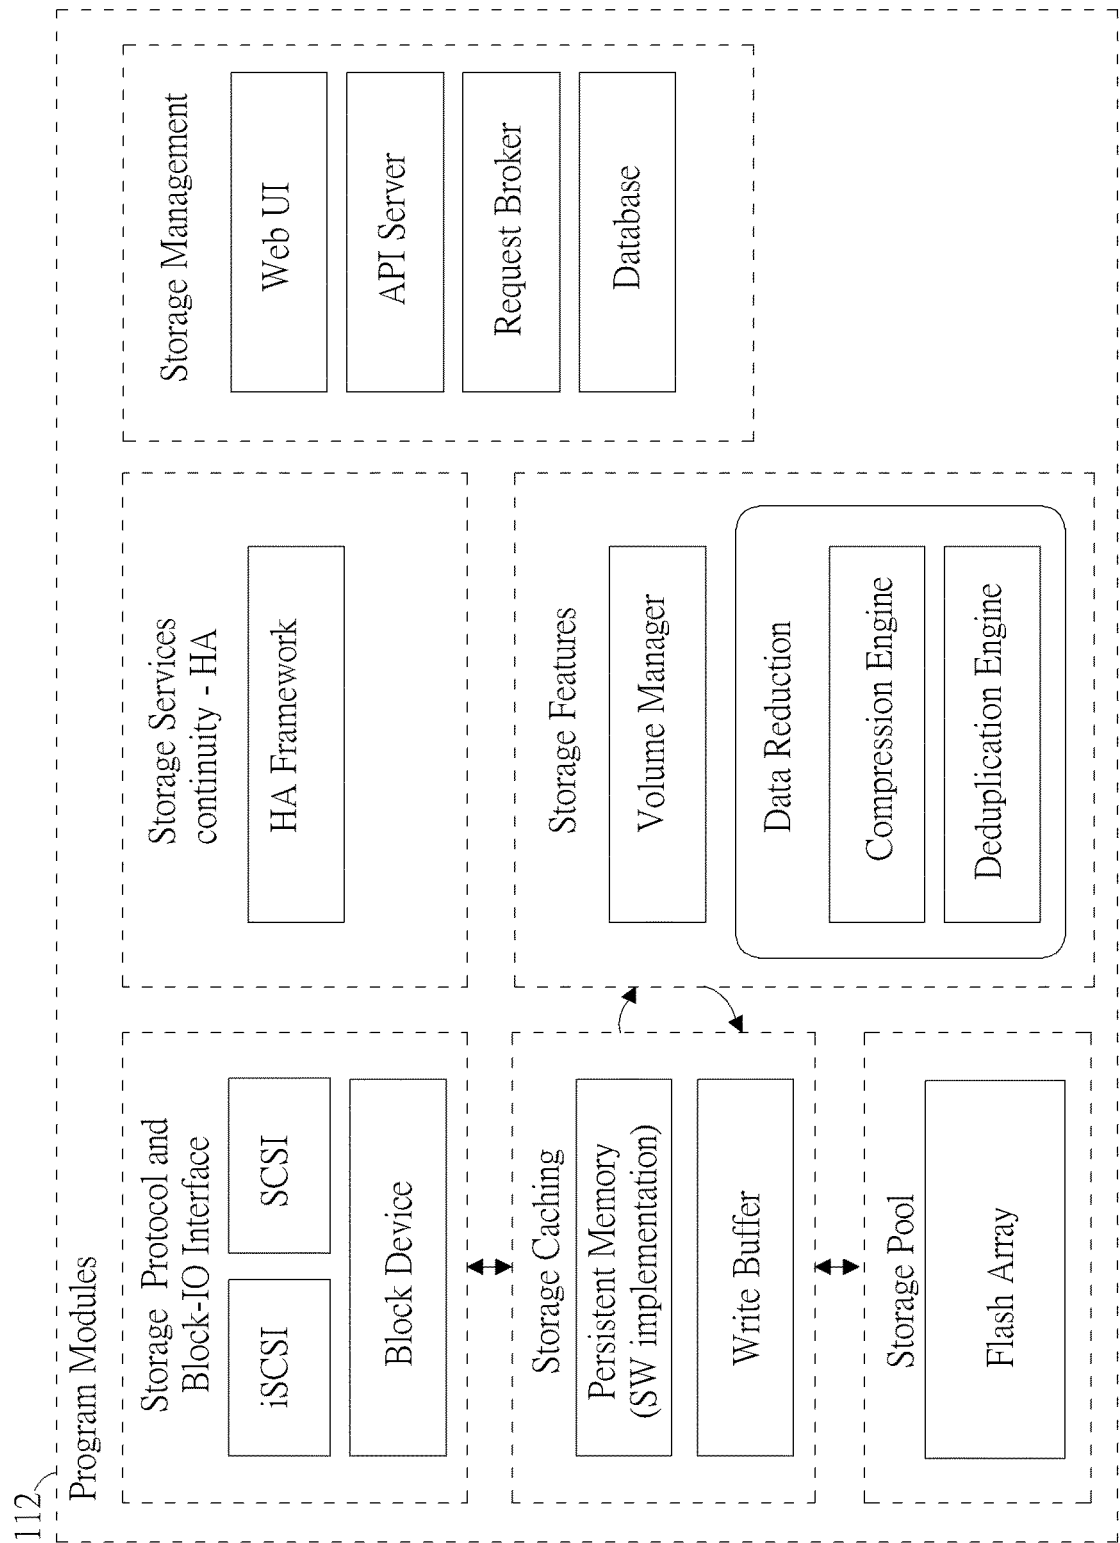 112
Program Modules
Storage Protocol and
Block-IO Interface
iSCSI
SCSI
Block Device
Storage Services
continuity - HA
HA Framework
Storage Management
Web UI
API Server
Request Broker
Database
Storage Caching
Persistent Memory
(SW implementation)
Write Buffer
Storage Features
Volume Manager
Data Reduction
Compression Engine
Deduplication Engine
Storage Pool
Flash Array